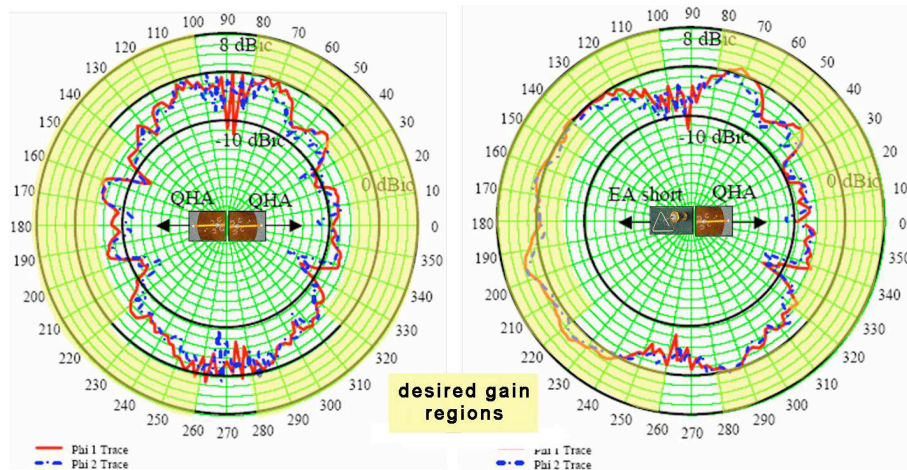 90
100 80
110 70
120 60
130 50
140 40
150 30
160 20
170 10
180 0
190 350
200 340
210 330
220 320
230 310
240 300
250 290
260 280
270
8 dBic
-10 dBic
0 dBic
QHA QHA
Phi 1 Trace
Phi 2 Trace
desired gain
regions
90
100 80
110 70
120 60
130 50
140 40
150 30
160 20
170 10
180 0
190 350
200 340
210 330
220 320
230 310
240 300
250 290
260 280
270
8 dBic
-10 dBic
0 dBic
EA short QHA
Phi 1 Trace
Phi 2 Trace